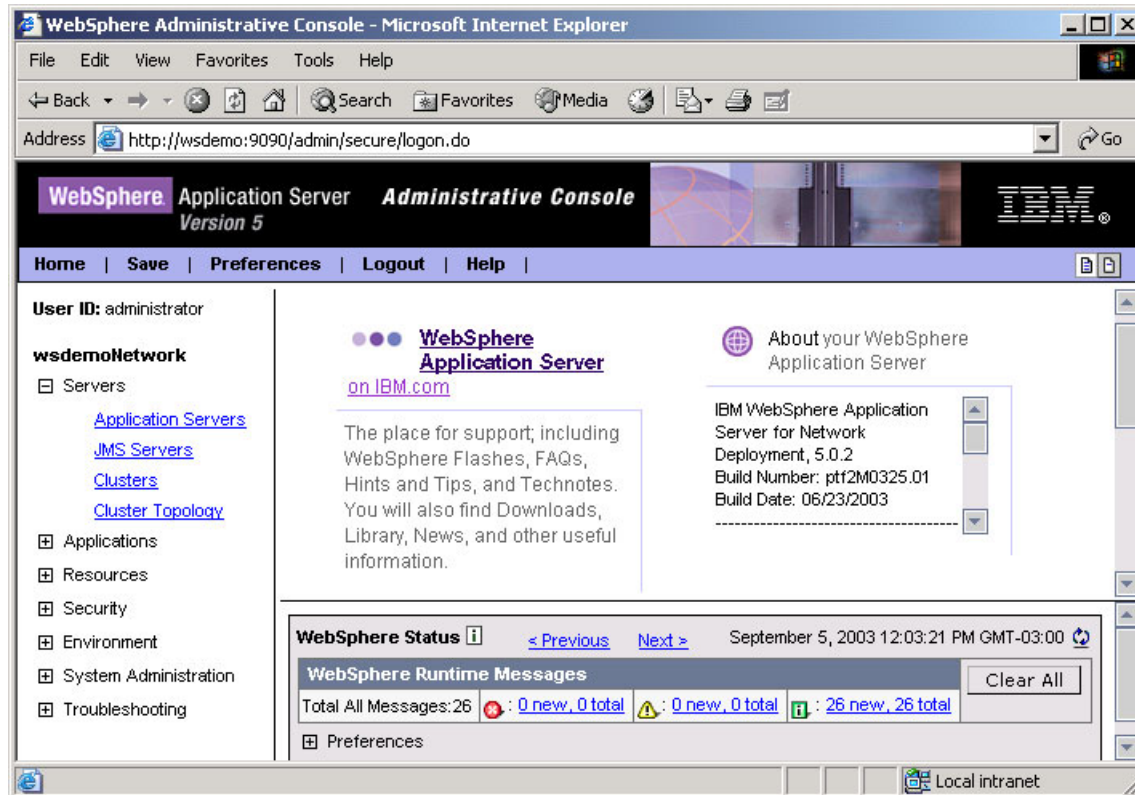 WebSphere Administrative Console - Microsoft Internet Explorer
File Edit View Favorites Tools Help
Back Search Favorites Media
Address http://wsdemo:9090/admin/secure/logon.do Go
WebSphere. Application Server Administrative Console
Version 5
IBM®
Home | Save | Preferences | Logout | Help |
User ID: administrator
wsdemoNetwork
Servers
Application Servers
JMS Servers
Clusters
Cluster Topology
Applications
Resources
Security
Environment
System Administration
Troubleshooting
WebSphere
Application Server
on IBM.com
The place for support; including
WebSphere Flashes, FAQs,
Hints and Tips, and Technotes.
You will also find Downloads,
Library, News, and other useful
information.
About your WebSphere
Application Server
IBM WebSphere Application
Server for Network
Deployment, 5.0.2
Build Number: ptf2M0325.01
Build Date: 06/23/2003
------------------------------------
WebSphere Status i < Previous Next > September 5, 2003 12:03:21 PM GMT-03:00
WebSphere Runtime Messages
Clear All
Total All Messages:26 : 0 new, 0 total : 0 new, 0 total : 26 new, 26 total
Preferences
Local intranet